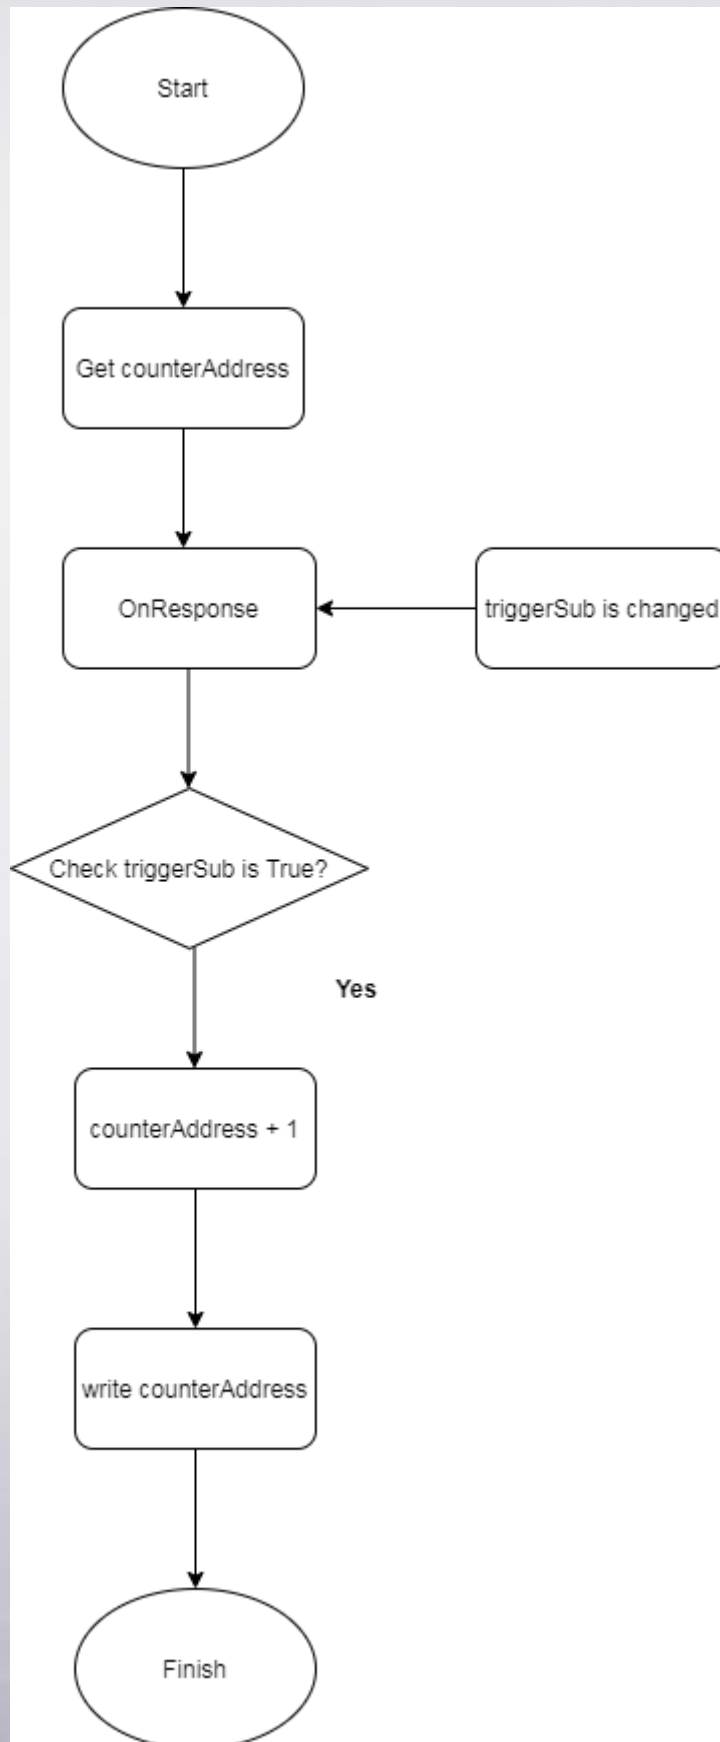 Start
Get counterAddress
OnResponse
triggerSub is changed
Check triggerSub is True?
Yes
counterAddress + 1
write counterAddress
Finish